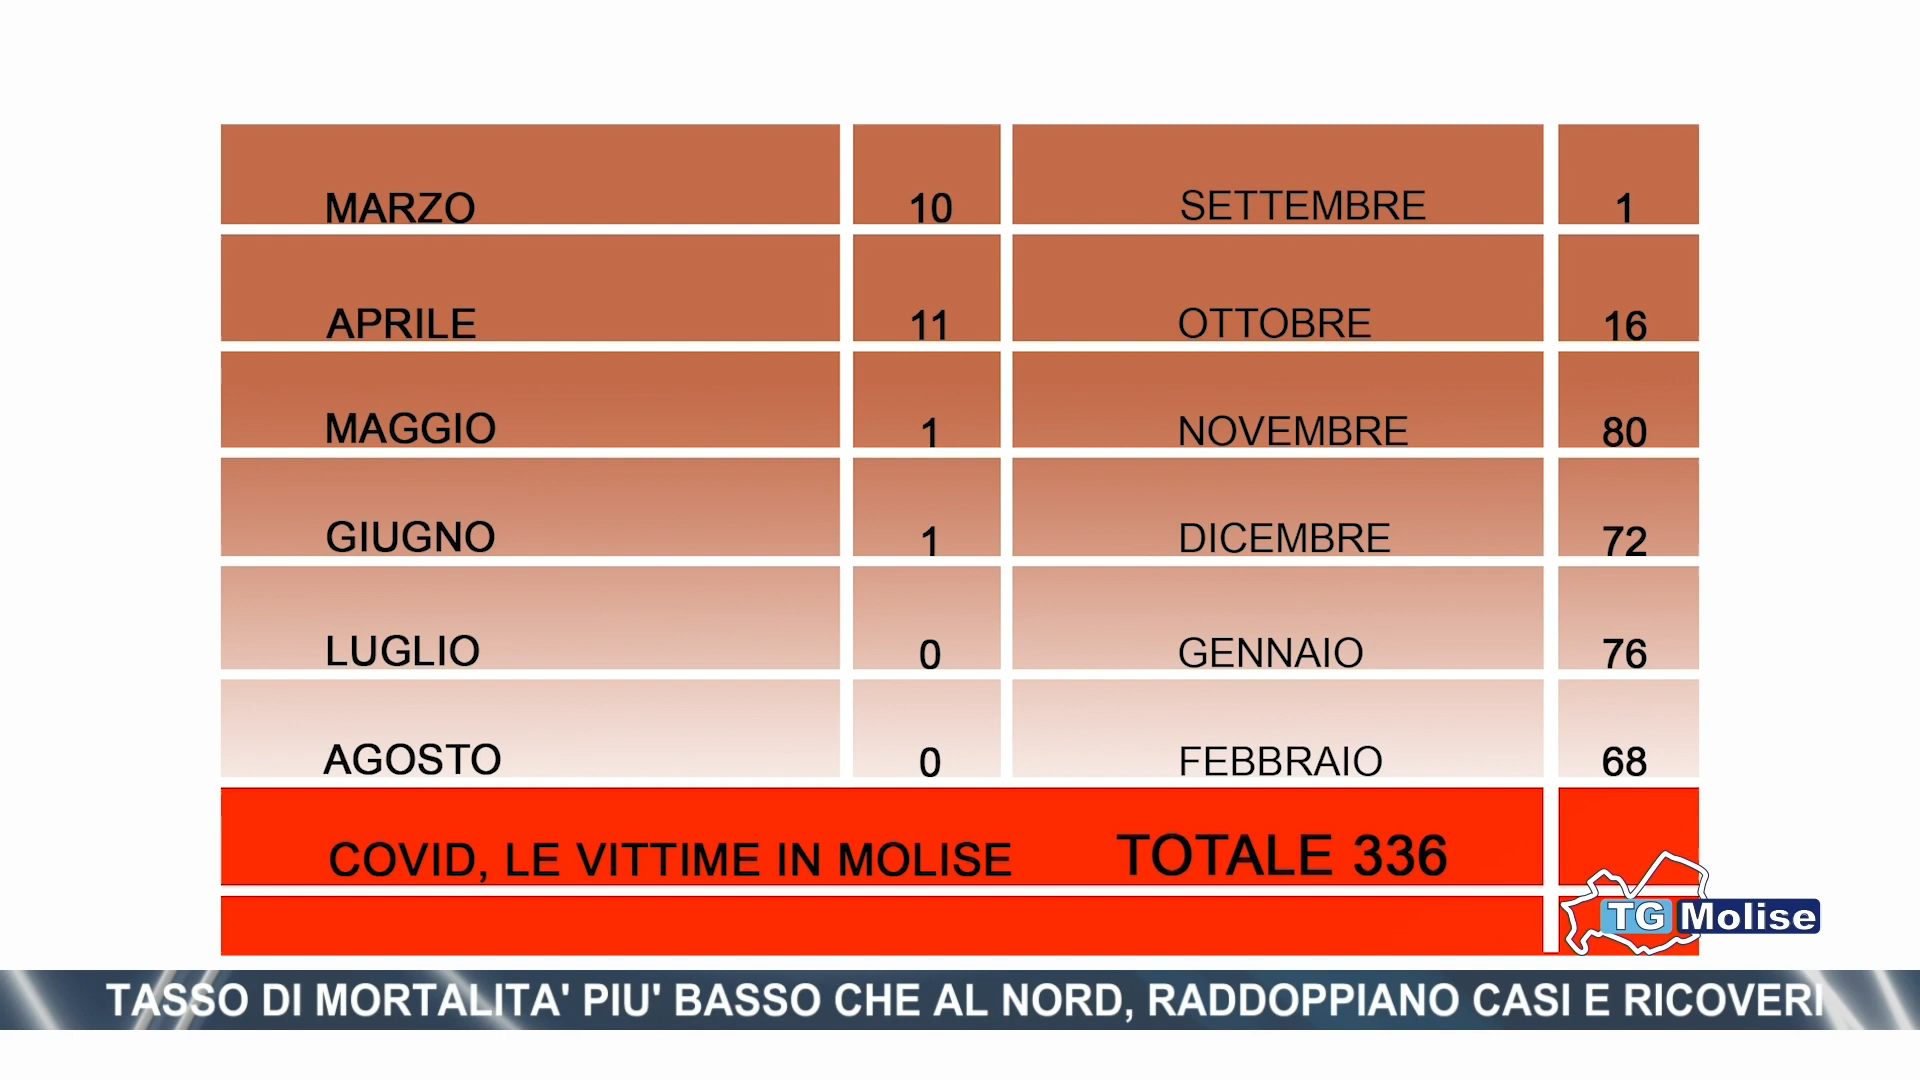 MARZO 10 SETTEMBRE 1
APRILE 11 OTTOBRE 16
MAGGIO 1 NOVEMBRE 80
GIUGNO 1 DICEMBRE 72
LUGLIO 0 GENNAIO 76
AGOSTO 0 FEBBRAIO 68
COVID, LE VITTIME IN MOLISE TOTALE 336
TG Molise
TASSO DI MORTALITA' PIU' BASSO CHE AL NORD, RADDOPPIANO CASI E RICOVERI